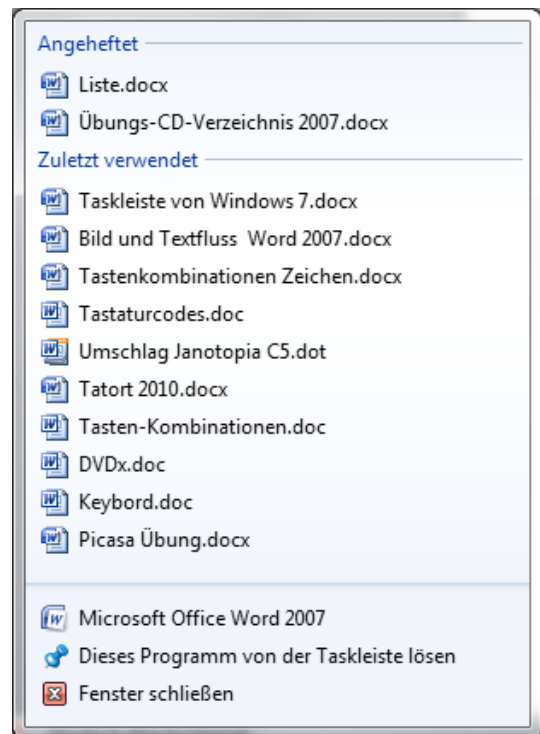 Angeheftet
Liste.docx
Übungs-CD-Verzeichnis 2007.docx
Zuletzt verwendet
Taskleiste von Windows 7.docx
Bild und Textfluss  Word 2007.docx
Tastenkombinationen Zeichen.docx
Tastaturcodes.doc
Umschlag Janotopia C5.dot
Tatort 2010.docx
Tasten-Kombinationen.doc
DVDx.doc
Keybord.doc
Picasa Übung.docx
Microsoft Office Word 2007
Dieses Programm von der Taskleiste lösen
Fenster schließen